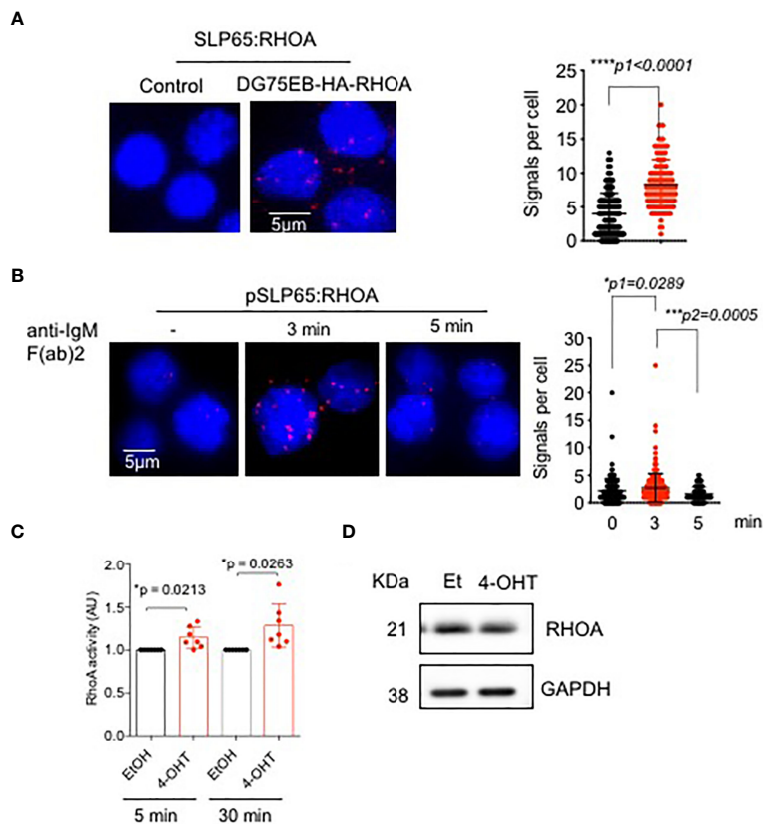 A
SLP65:RHOA
Control DG75EB-HA-RHOA
5µm
****p1<0.0001
Signals per cell
25
20
15
10
5
0
B
pSLP65:RHOA
anti-IgM F(ab)2
- 3 min 5 min
5µm
*p1=0.0289
***p2=0.0005
Signals per cell
30
25
20
15
10
5
0
0 3 5 min
C
RhoA activity (AU)
2.0
1.5
1.0
0.5
0.0
*p = 0.0213
*p = 0.0263
EtOH 4-OHT EtOH 4-OHT
5 min 30 min
D
KDa Et 4-OHT
21 RHOA
38 GAPDH